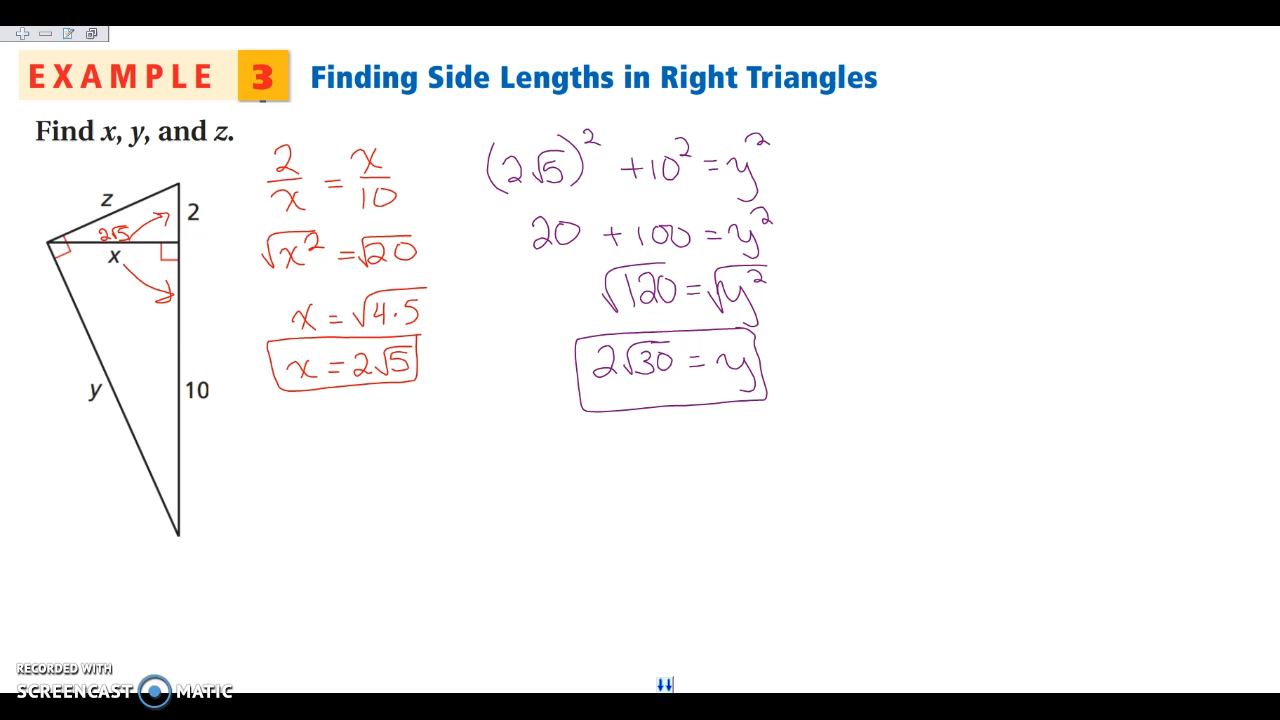 EXAMPLE 3 Finding Side Lengths in Right Triangles
Find x, y, and z.
z
2
2√5
x
y
10
2/x = x/10
√x² = √20
x = √4·5
x = 2√5
(2√5)² + 10² = y²
20 + 100 = y²
√120 = √y²
2√30 = y
RECORDED WITH
SCREENCAST MATIC